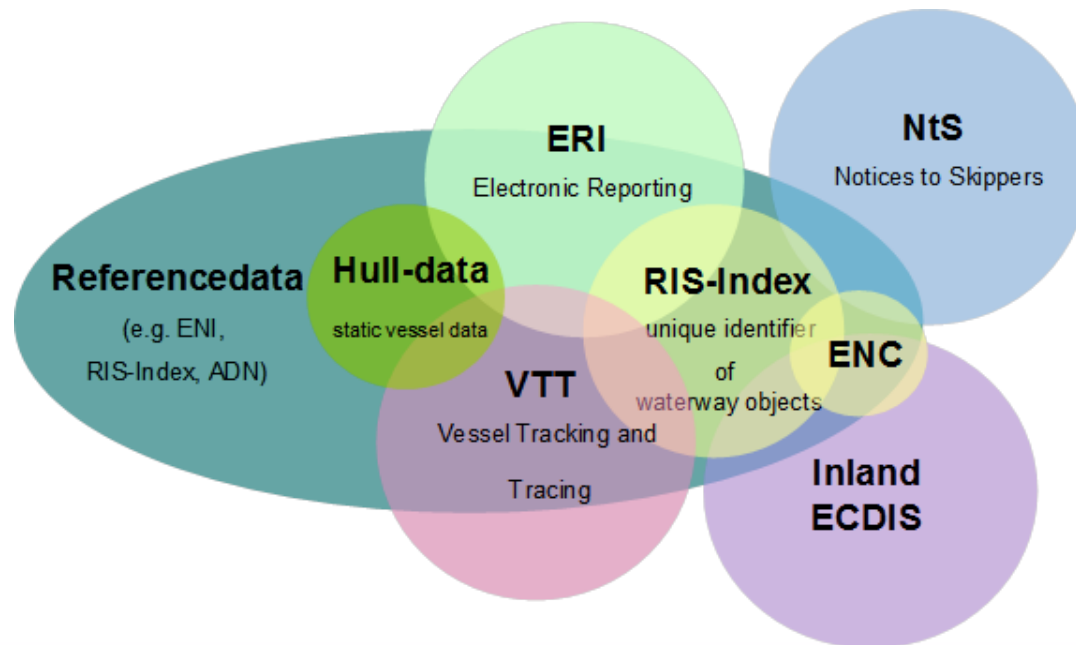 ERI
Electronic Reporting
NtS
Notices to Skippers
Referencedata
(e.g. ENI,
RIS-Index, ADN)
Hull-data
static vessel data
RIS-Index
unique identifier
of
waterway objects
ENC
VTT
Vessel Tracking and
Tracing
Inland
ECDIS